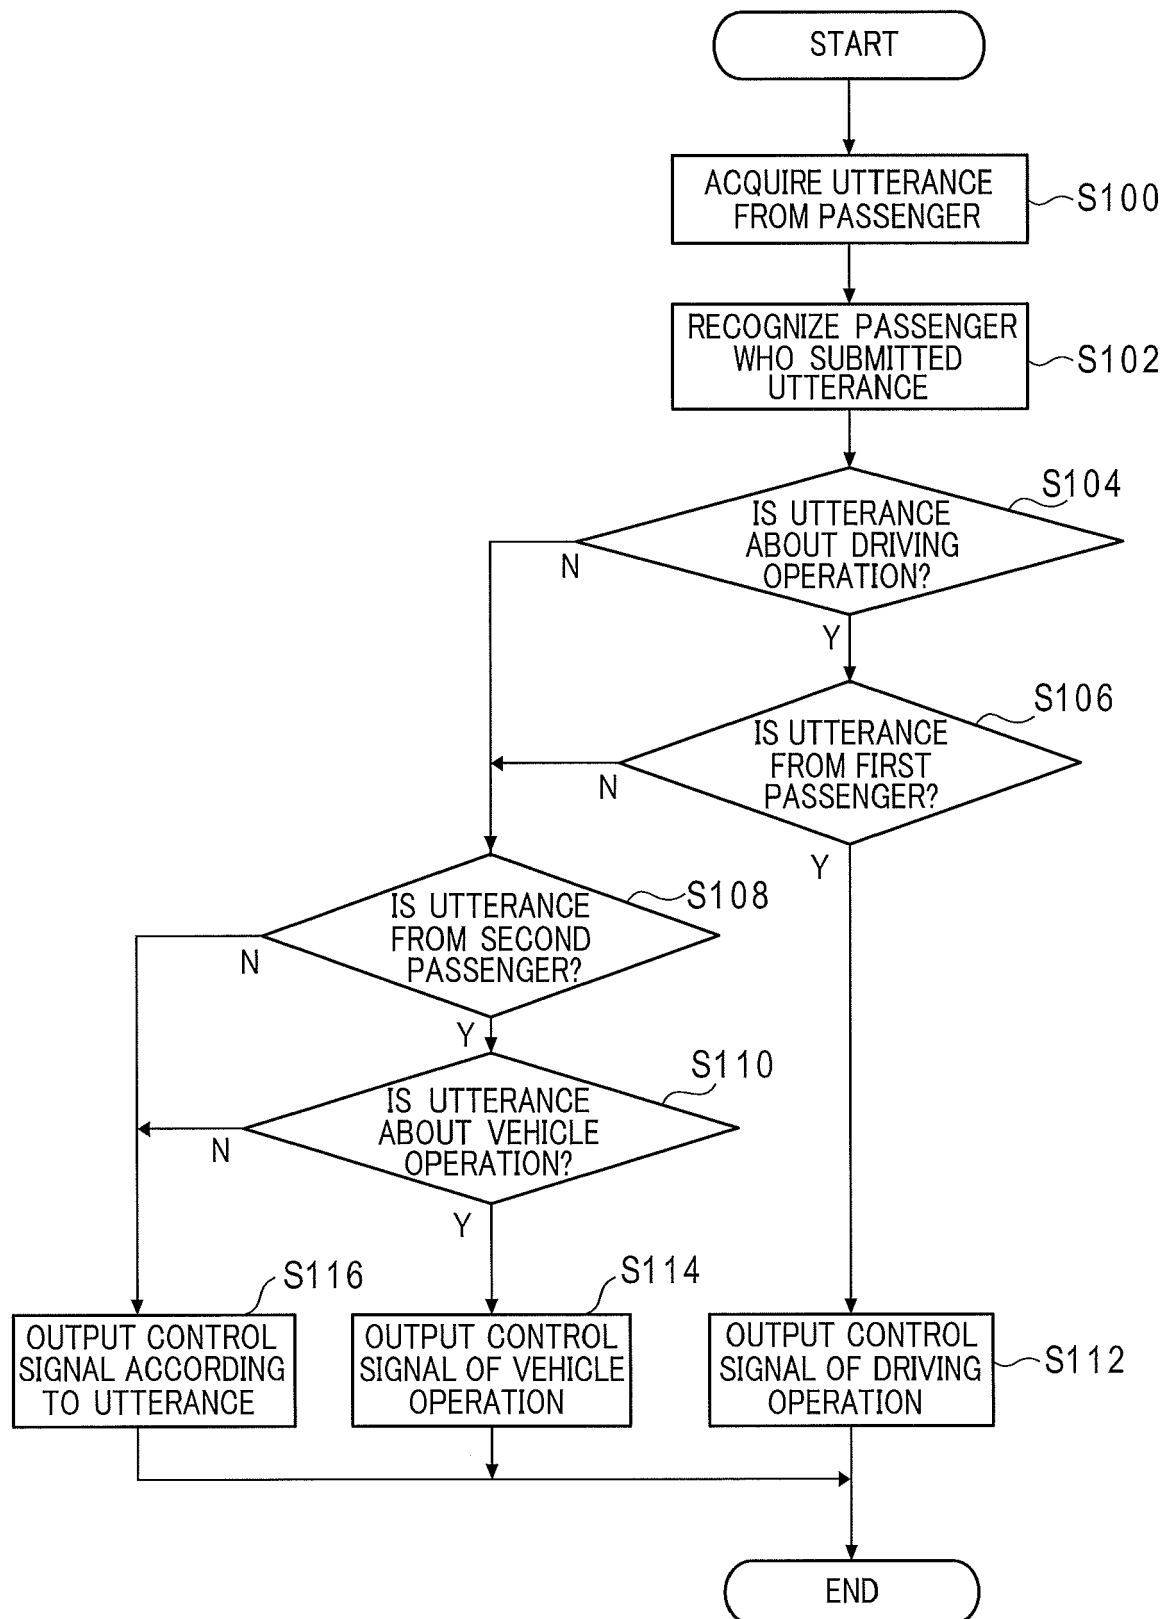 START
ACQUIRE UTTERANCE
FROM PASSENGER
S100
RECOGNIZE PASSENGER
WHO SUBMITTED
UTTERANCE
S102
S104
IS UTTERANCE
ABOUT DRIVING
OPERATION?
N
Y
S106
IS UTTERANCE
FROM FIRST
PASSENGER?
N
Y
S108
IS UTTERANCE
FROM SECOND
PASSENGER?
N
Y
S110
IS UTTERANCE
ABOUT VEHICLE
OPERATION?
N
Y
S116
OUTPUT CONTROL
SIGNAL ACCORDING
TO UTTERANCE
S114
OUTPUT CONTROL
SIGNAL OF VEHICLE
OPERATION
OUTPUT CONTROL
SIGNAL OF DRIVING
OPERATION
S112
END